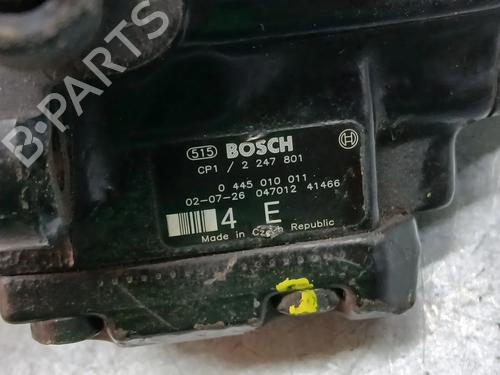 B-PARTS
515 BOSCH
CP1 / 2 247 801
0 445 010 011
02-07-26 047012 41466
4 E
Made in Czech Republic